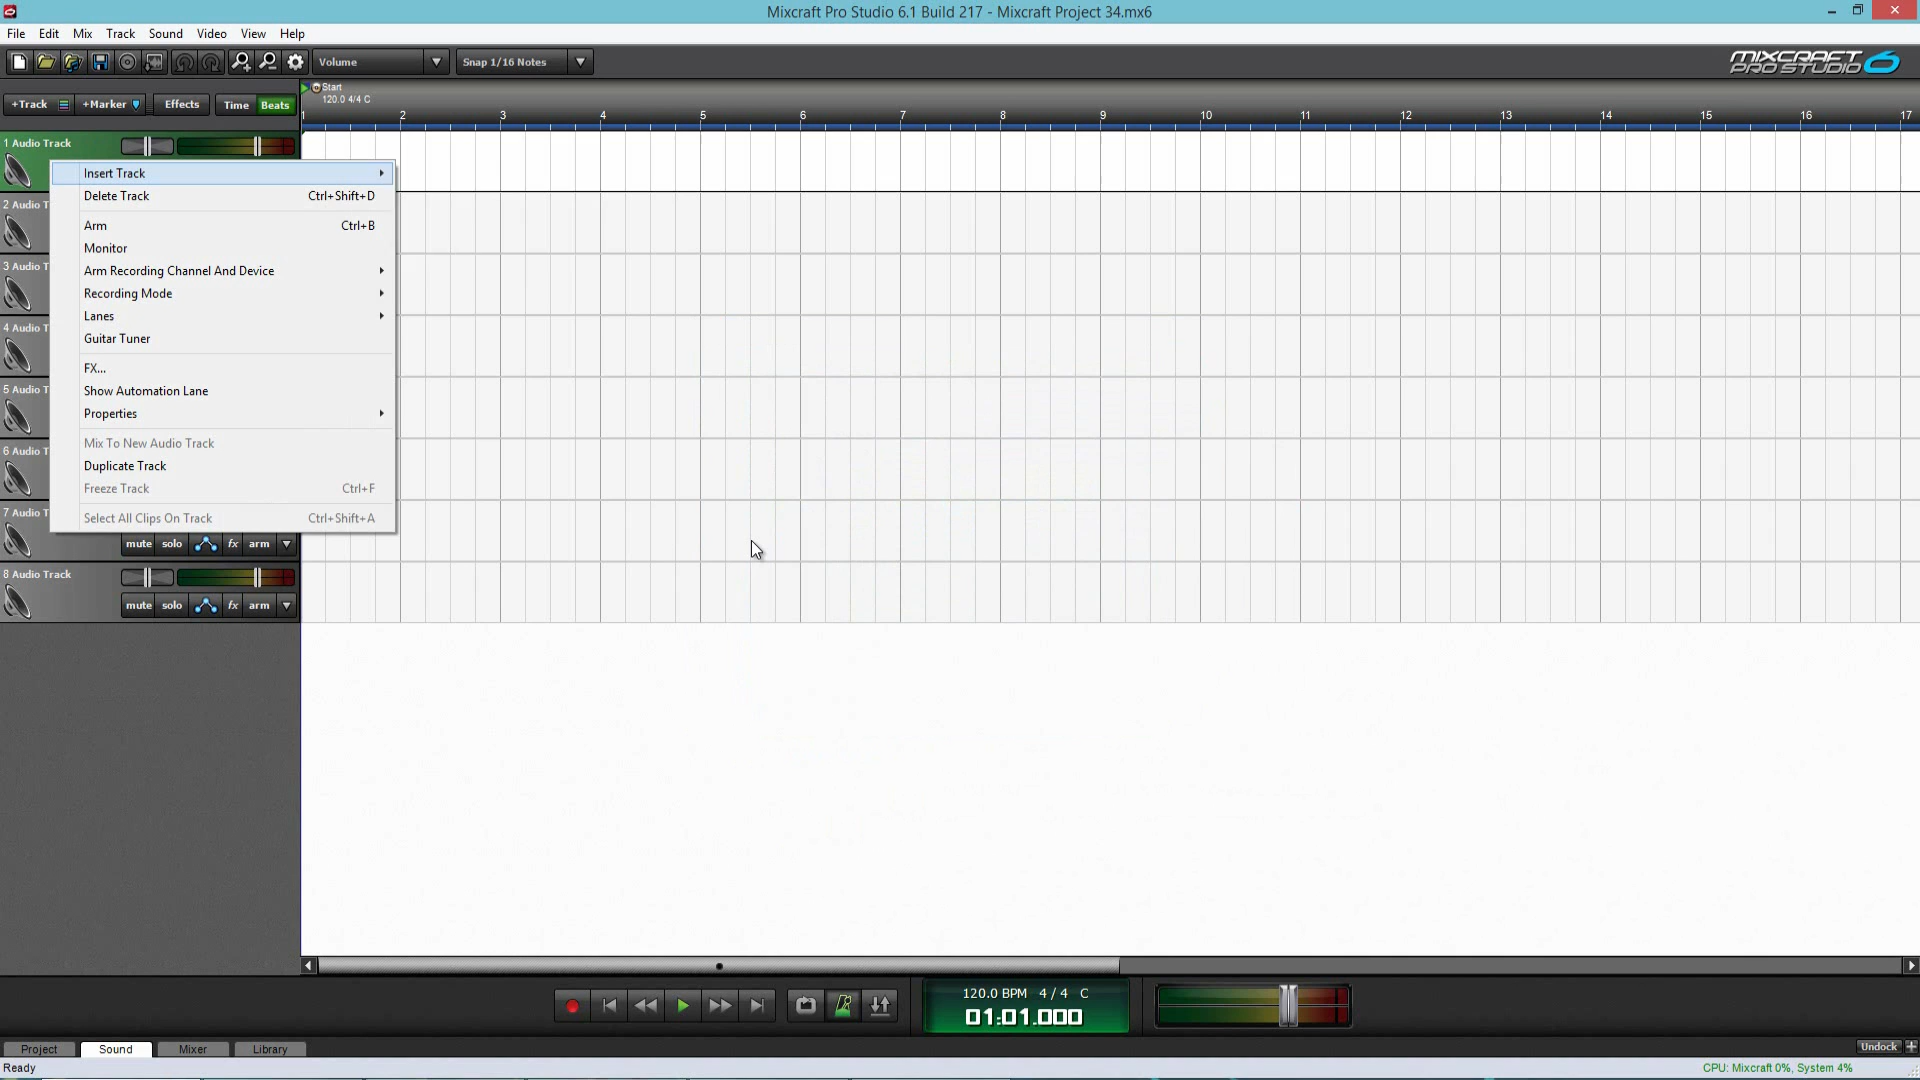 Mixcraft Pro Studio 6.1 Build 217 - Mixcraft Project 34.mx6
File Edit Mix Track Sound Video View Help
Volume Snap 1/16 Notes
MIXCRAFT PRO STUDIO 6
+Track +Marker Effects Time Beats
Start
120.0 4/4 C
1 2 3 4 5 6 7 8 9 10 11 12 13 14 15 16 17
1 Audio Track
Insert Track
Delete Track Ctrl+Shift+D
2 Audio T
Arm Ctrl+B
Monitor
3 Audio T
Arm Recording Channel And Device
Recording Mode
Lanes
4 Audio T
Guitar Tuner
FX...
5 Audio T
Show Automation Lane
Properties
6 Audio T
Mix To New Audio Track
Duplicate Track
Freeze Track Ctrl+F
7 Audio T
Select All Clips On Track Ctrl+Shift+A
mute solo fx arm
8 Audio Track
mute solo fx arm
120.0 BPM 4/4 C
01:01.000
Project Sound Mixer Library
Undock
Ready
CPU: Mixcraft 0%, System 4%